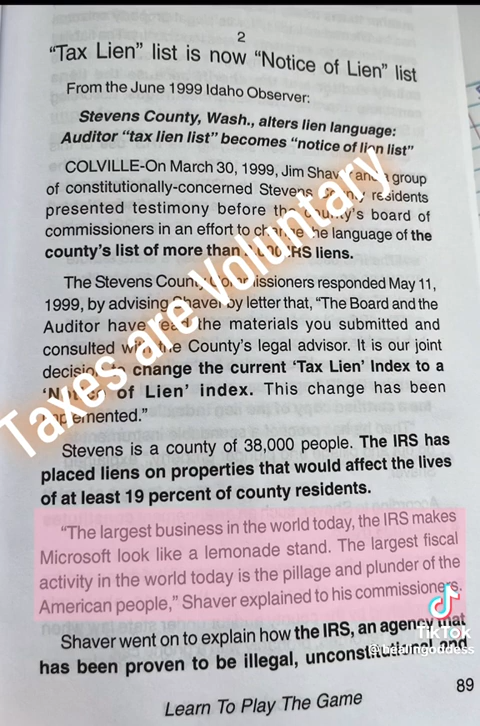 2
"Tax Lien" list is now "Notice of Lien" list
From the June 1999 Idaho Observer:
Stevens County, Wash., alters lien language:
Auditor "tax lien list" becomes "notice of lien list"
COLVILLE-On March 30, 1999, Jim Shaver and a group
of constitutionally-concerned Stevens County residents
presented testimony before the county's board of
commissioners in an effort to change the language of the
county's list of more than IRS liens.
The Stevens County commissioners responded May 11,
1999, by advising Shaver by letter that, "The Board and the
Auditor have read the materials you submitted and
consulted with the County's legal advisor. It is our joint
decision change the current 'Tax Lien' Index to a
'Notice of Lien' index. This change has been
implemented."
Stevens is a county of 38,000 people. The IRS has
placed liens on properties that would affect the lives
of at least 19 percent of county residents.
"The largest business in the world today, the IRS makes
Microsoft look like a lemonade stand. The largest fiscal
activity in the world today is the pillage and plunder of the
American people," Shaver explained to his commissioners.
Shaver went on to explain how the IRS, an agency that
has been proven to be illegal, unconstitutional and
Learn To Play The Game
89
Taxes are Voluntary
TikTok
@healingoddess